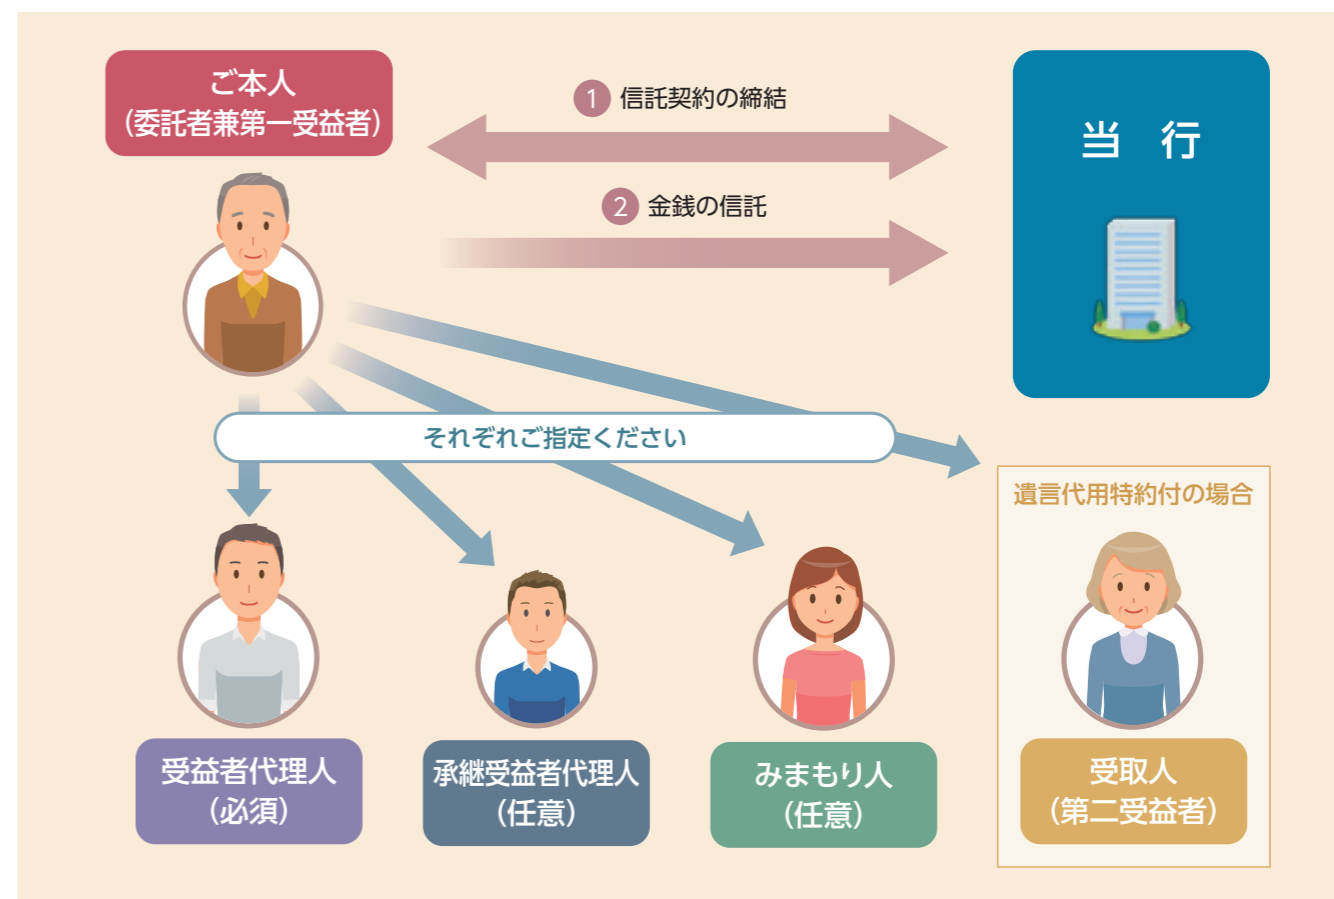 ご本人
（委託者兼第一受益者）
1 信託契約の締結
2 金銭の信託
当 行
それぞれご指定ください
遺言代用特約付の場合
受益者代理人
（必須）
承継受益者代理人
（任意）
みまもり人
（任意）
受取人
（第二受益者）